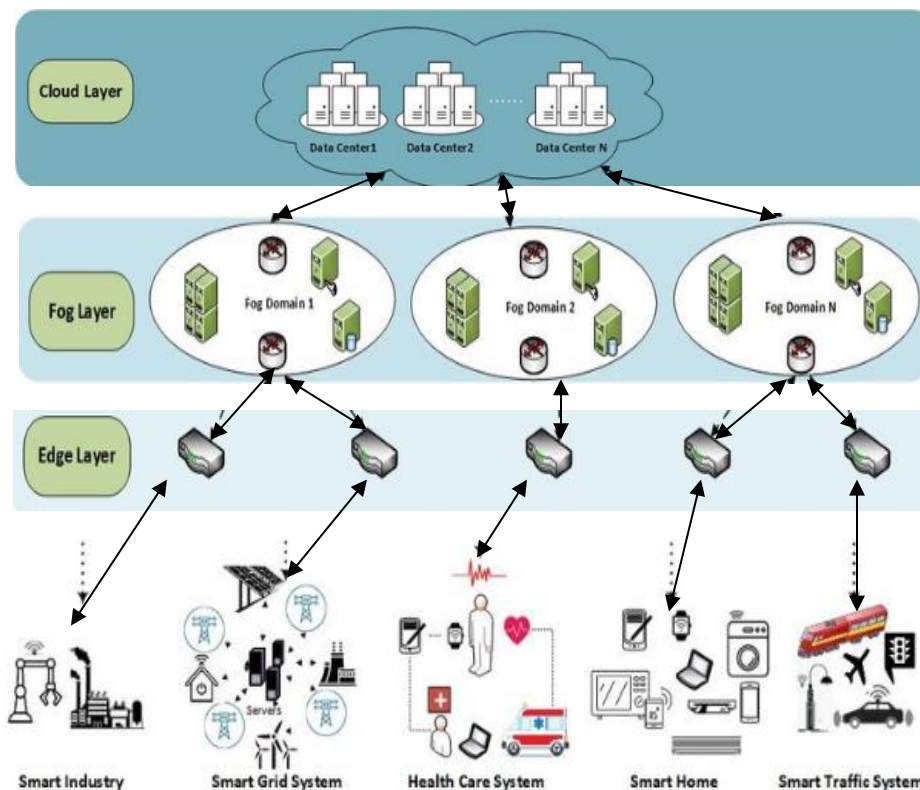 Cloud Layer
Data Center1
Data Center2
Data Center N
Fog Layer
Fog Domain 1
Fog Domain 2
Fog Domain N
Edge Layer
Servers
Smart Industry
Smart Grid System
Health Care System
Smart Home
Smart Traffic System